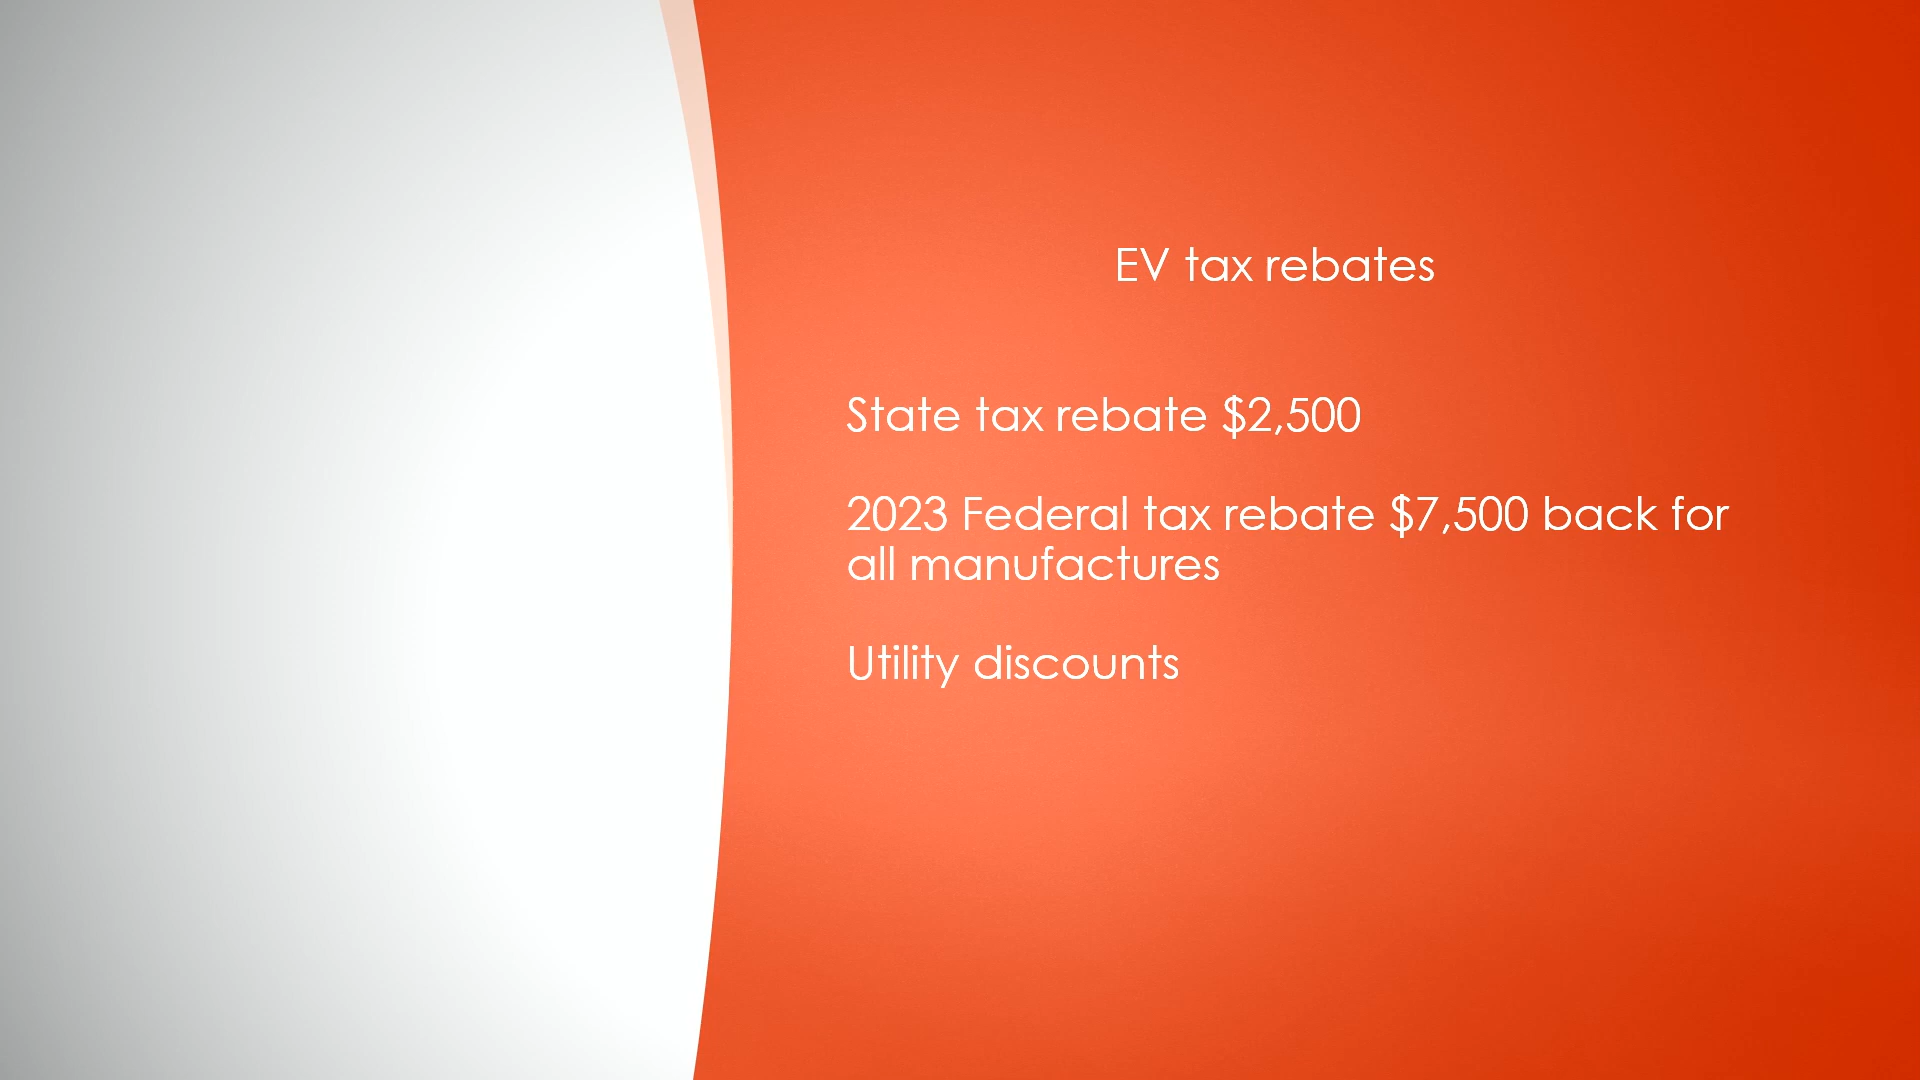 EV tax rebates
State tax rebate $2,500
2023 Federal tax rebate $7,500 back for
all manufactures
Utility discounts